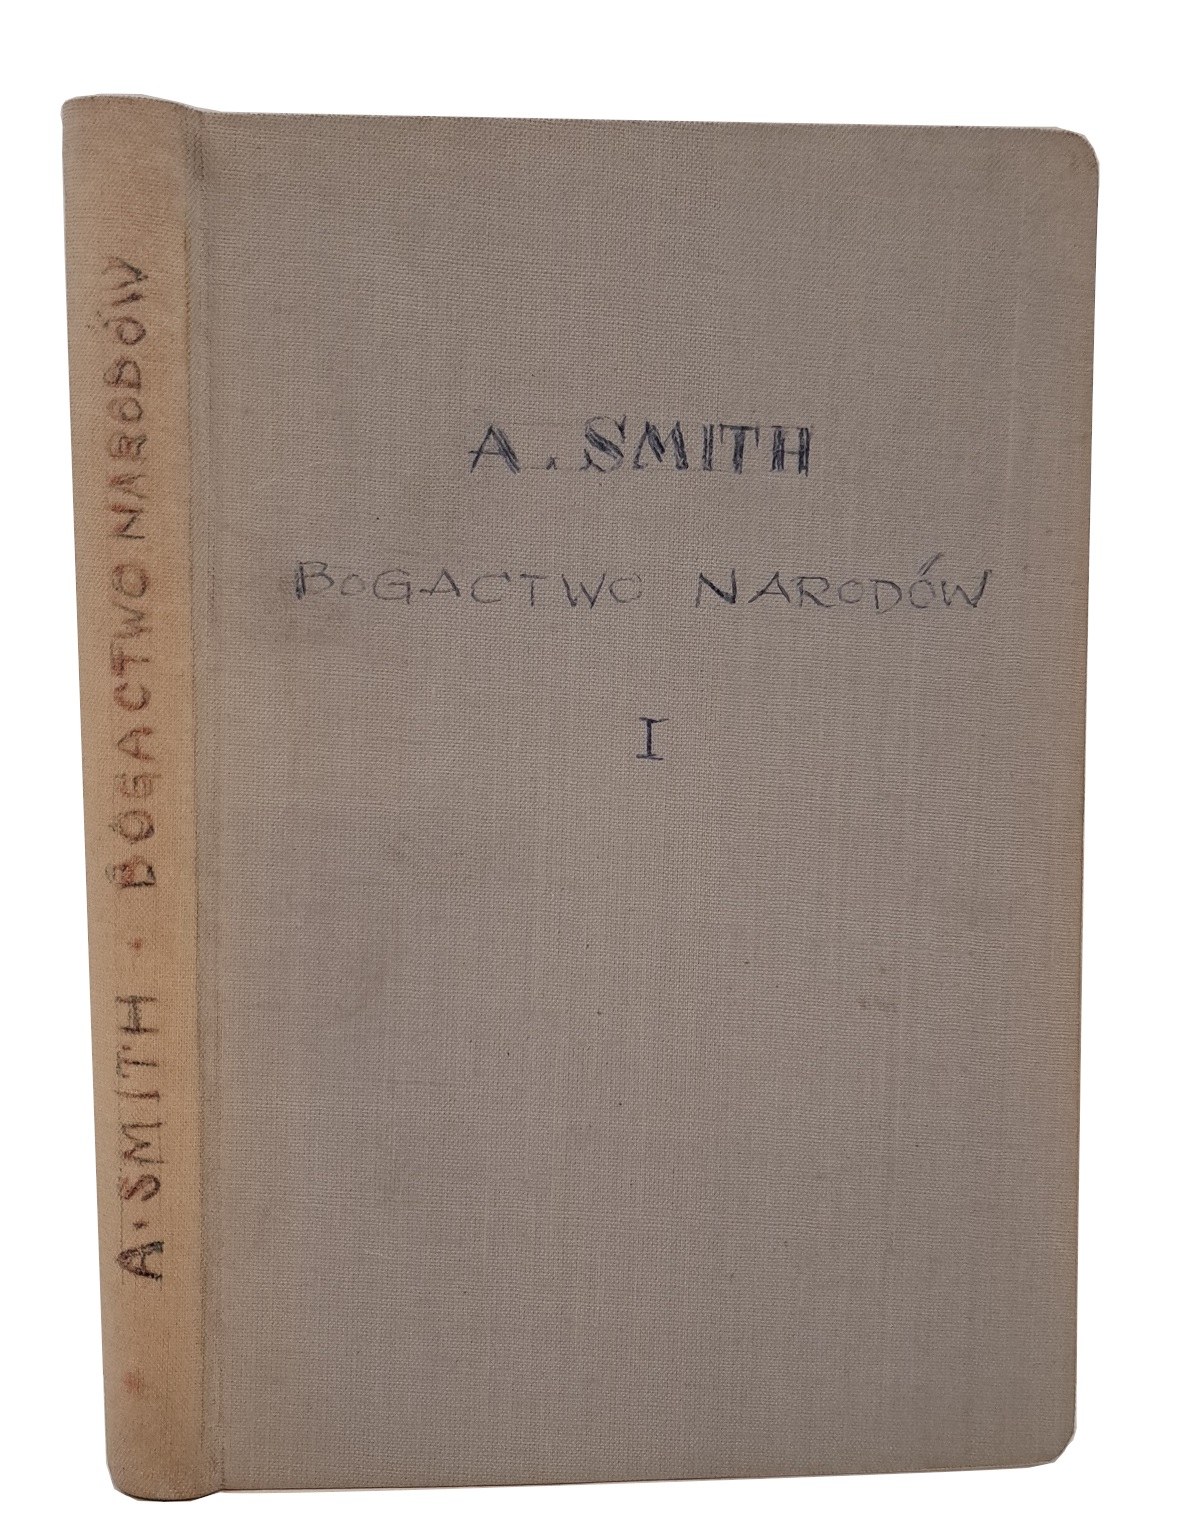 A. SMITH
BOGACTWO NARODÓW
I
A. SMITH • BOGACTWO NARODÓW